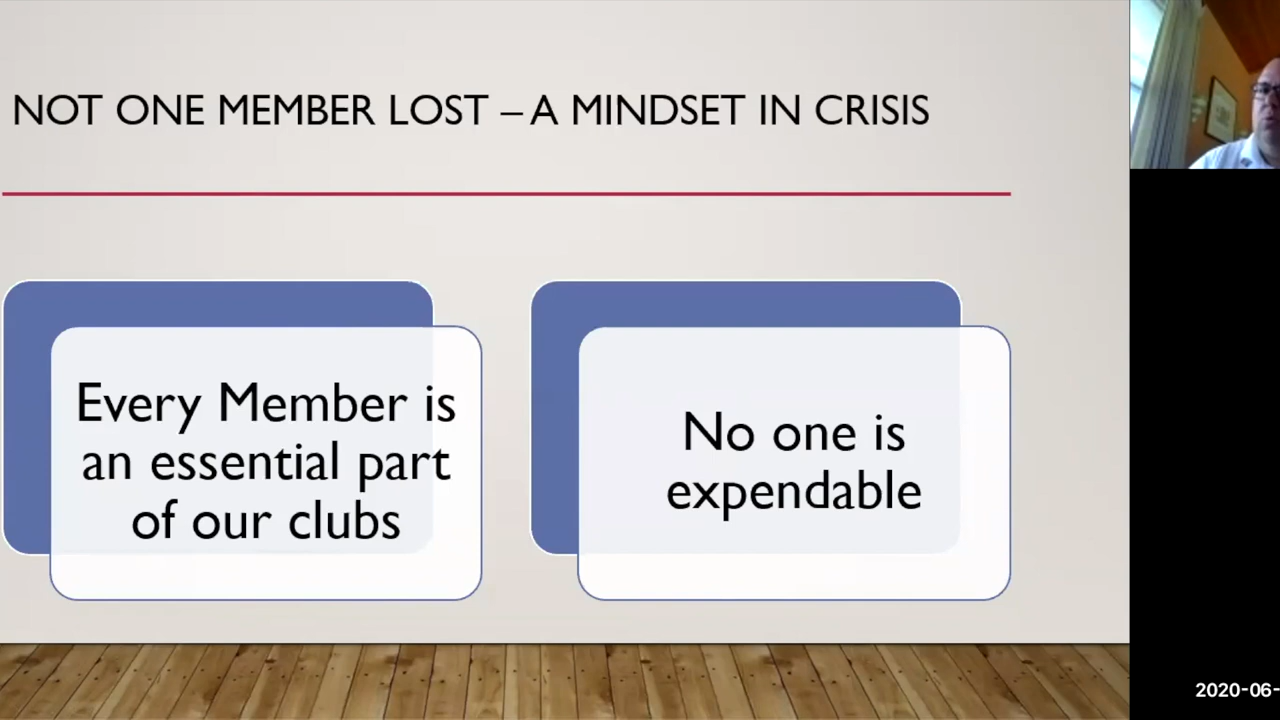 NOT ONE MEMBER LOST – A MINDSET IN CRISIS
Every Member is
an essential part
of our clubs
No one is
expendable
2020-06-